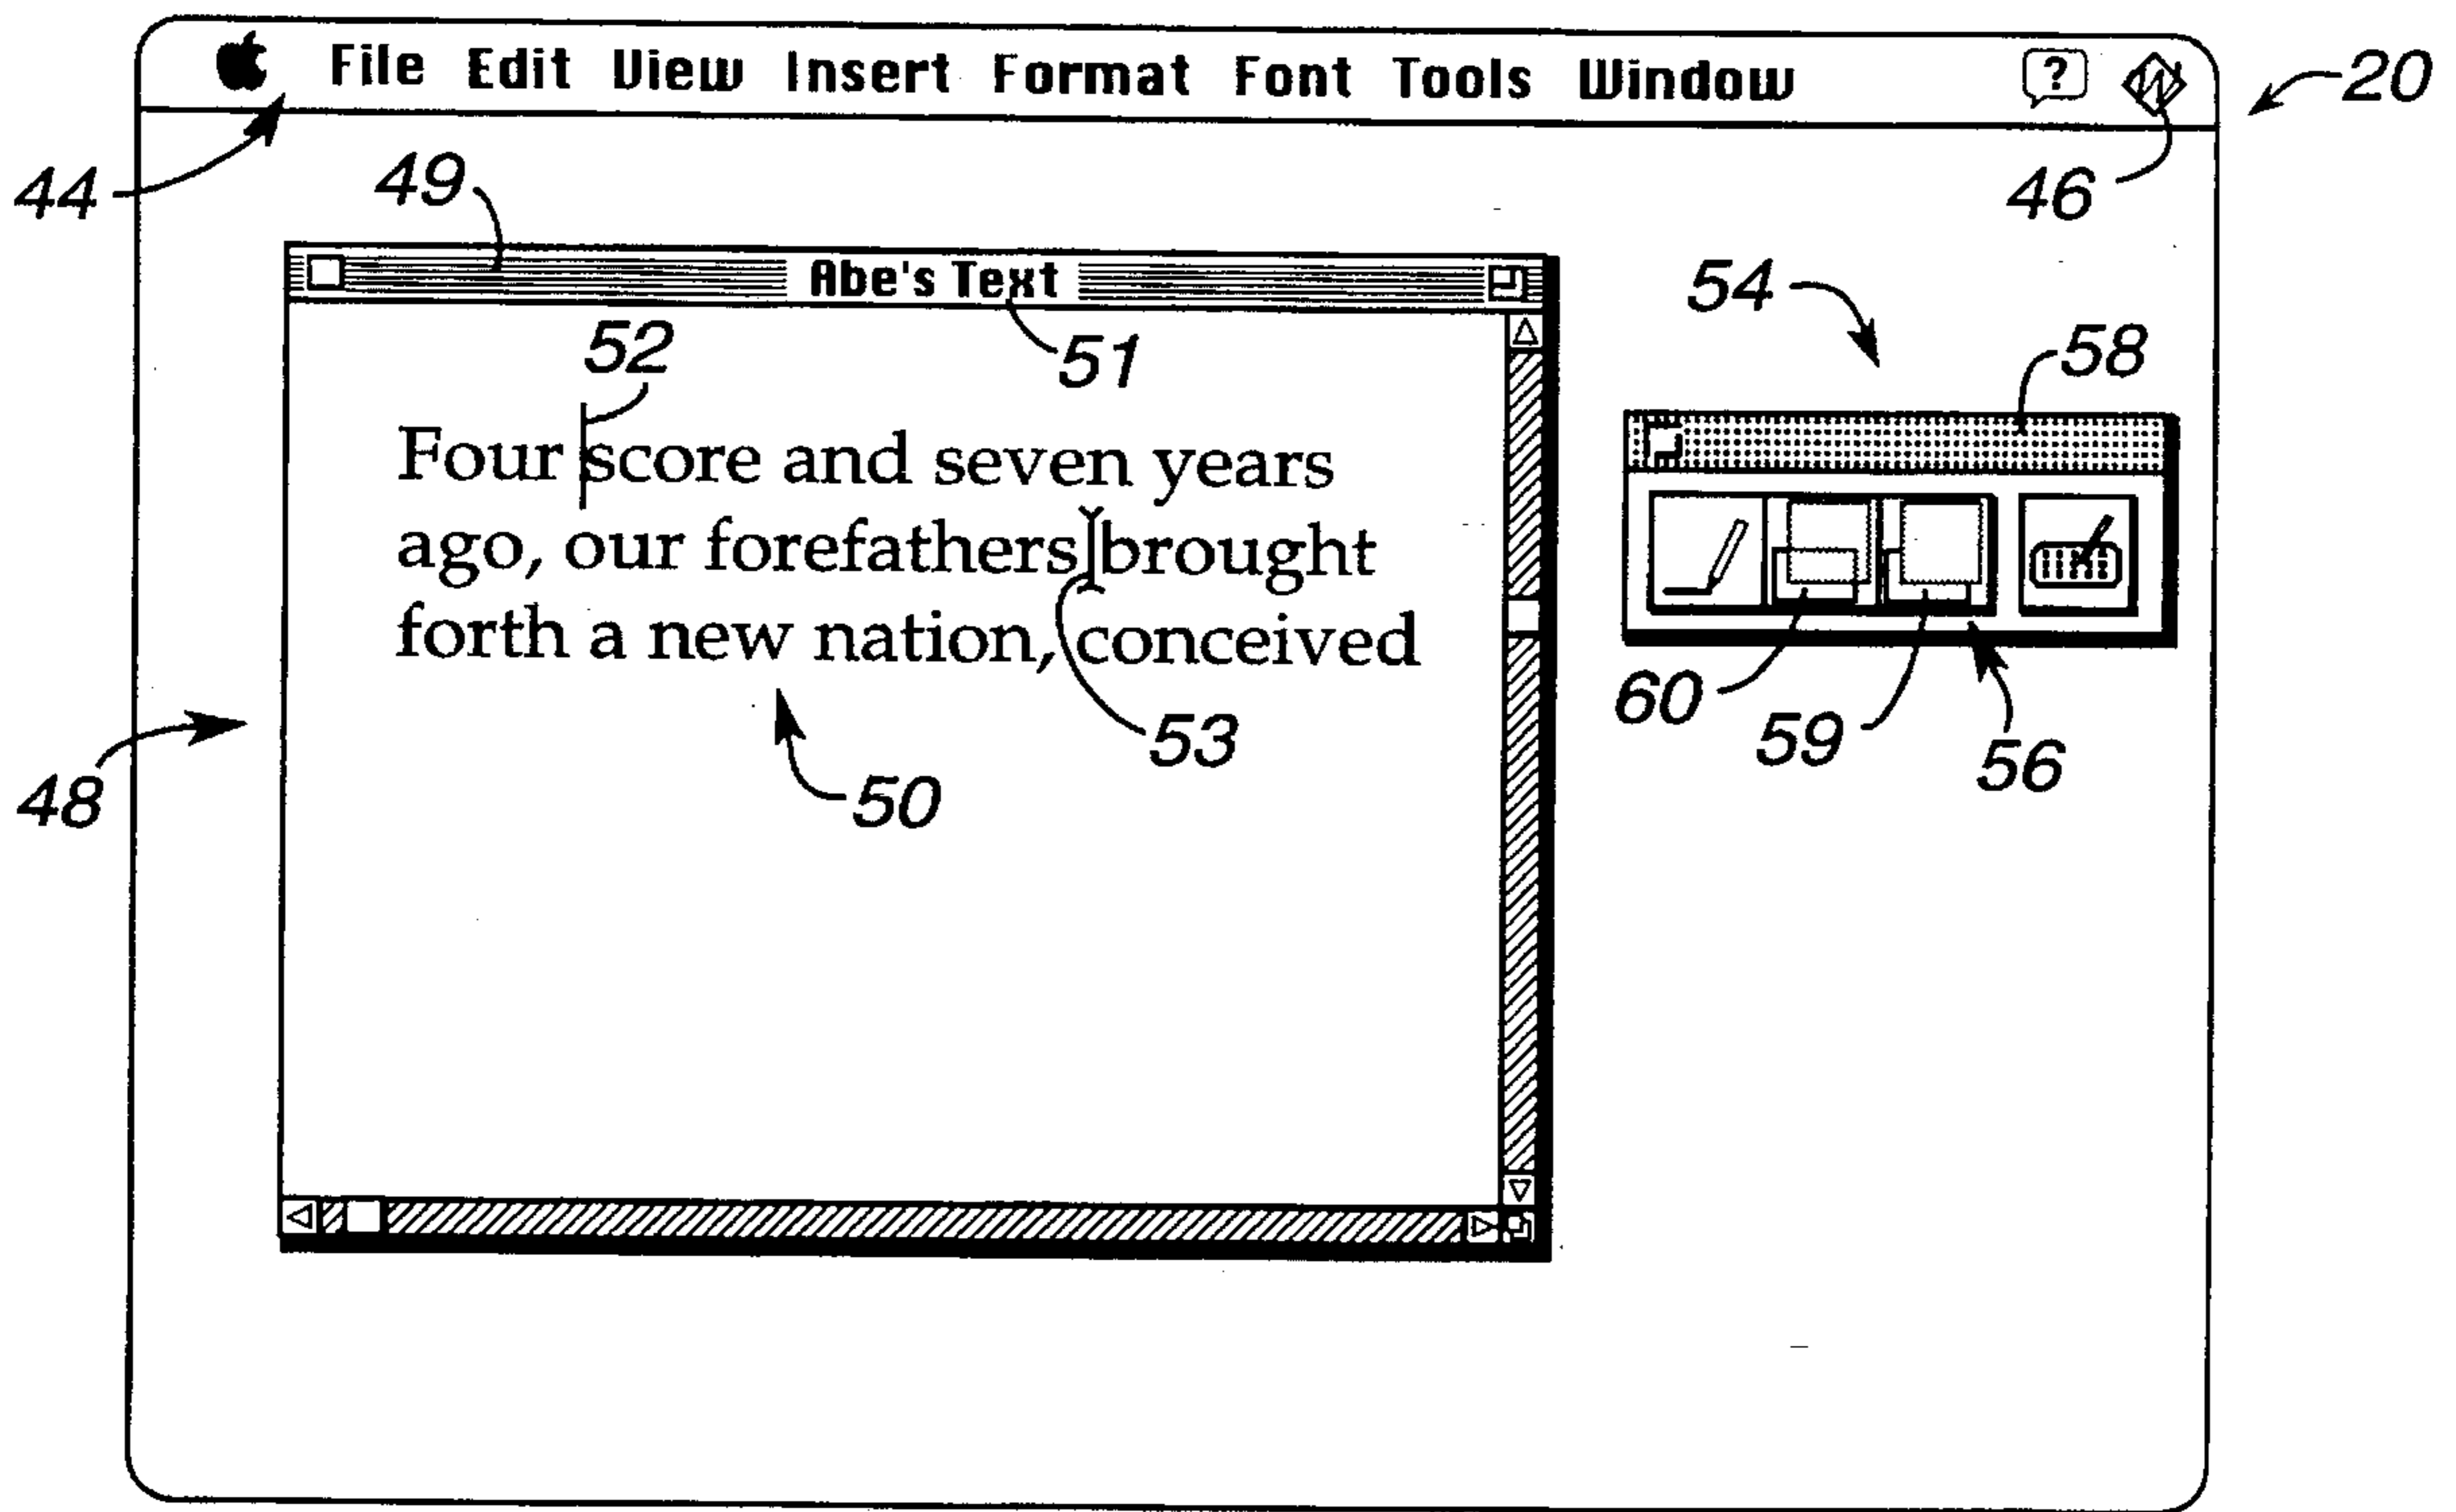 File Edit View Insert Format Font Tools Window ?
20
44
49
46
Abe's Text
54
52
51
58
Four score and seven years
ago, our forefathers brought
forth a new nation, conceived
60
59
56
53
48
50